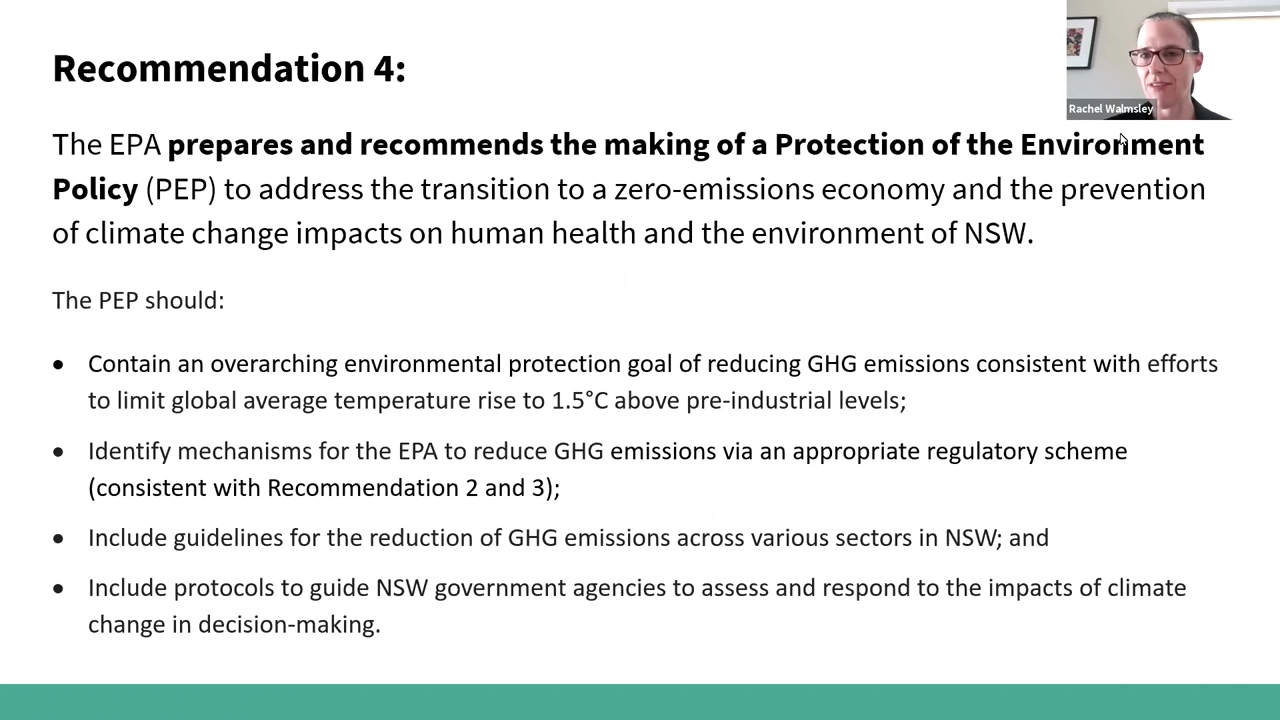 Recommendation 4:
Rachel Walmsley
The EPA prepares and recommends the making of a Protection of the Environment
Policy (PEP) to address the transition to a zero-emissions economy and the prevention
of climate change impacts on human health and the environment of NSW.
The PEP should:
• Contain an overarching environmental protection goal of reducing GHG emissions consistent with efforts
to limit global average temperature rise to 1.5°C above pre-industrial levels;
• Identify mechanisms for the EPA to reduce GHG emissions via an appropriate regulatory scheme
(consistent with Recommendation 2 and 3);
• Include guidelines for the reduction of GHG emissions across various sectors in NSW; and
• Include protocols to guide NSW government agencies to assess and respond to the impacts of climate
change in decision-making.